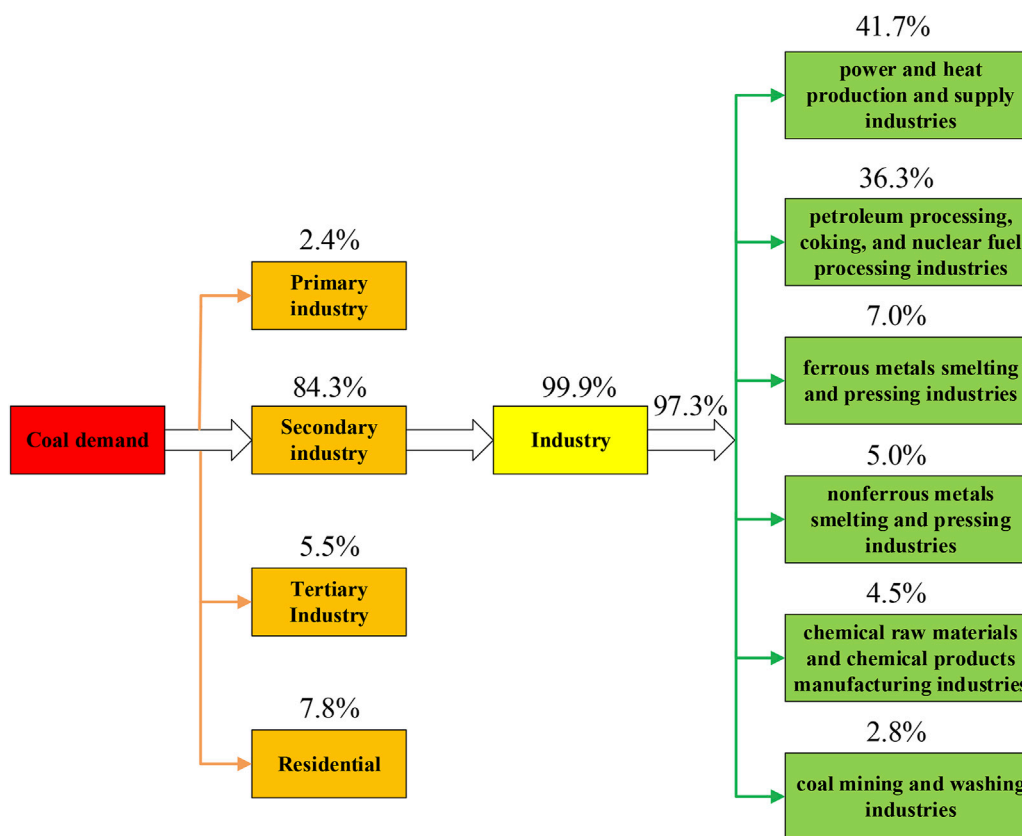 41.7%
power and heat
production and supply
industries
36.3%
petroleum processing,
coking, and nuclear fuel
processing industries
2.4%
Primary
industry
7.0%
ferrous metals smelting
and pressing industries
84.3%
99.9%
97.3%
Coal demand
Secondary
industry
Industry
5.0%
nonferrous metals
smelting and pressing
industries
5.5%
Tertiary
Industry
4.5%
chemical raw materials
and chemical products
manufacturing industries
7.8%
Residential
2.8%
coal mining and washing
industries